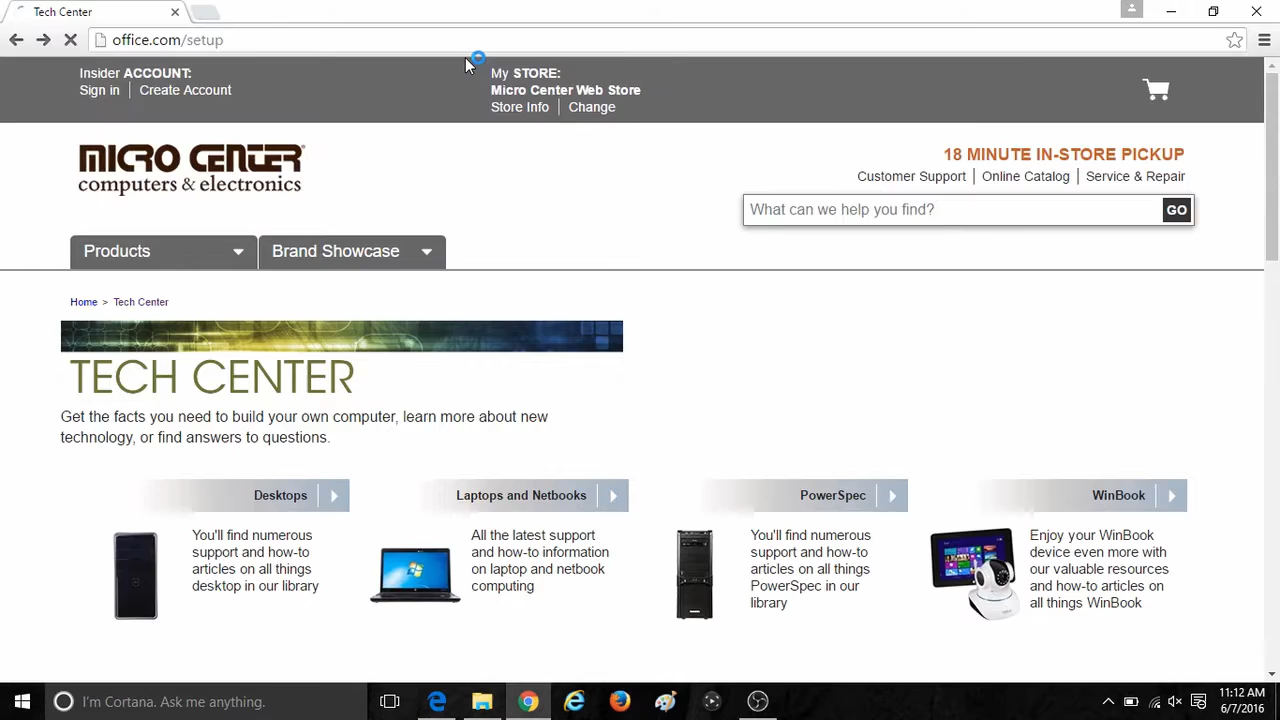 Tech Center
office.com/setup
Insider ACCOUNT:
Sign in | Create Account
My STORE:
Micro Center Web Store
Store Info | Change
MICRO CENTER
computers & electronics
18 MINUTE IN-STORE PICKUP
Customer Support | Online Catalog | Service & Repair
What can we help you find?
GO
Products
Brand Showcase
Home > Tech Center
TECH CENTER
Get the facts you need to build your own computer, learn more about new
technology, or find answers to questions.
Desktops
You'll find numerous
support and how-to
articles on all things
desktop in our library
Laptops and Netbooks
All the latest support
and how-to information
on laptop and netbook
computing
PowerSpec
You'll find numerous
support and how-to
articles on all things
PowerSpec in our
library
WinBook
Enjoy your WinBook
device even more with
our valuable resources
and how-to articles on
all things WinBook
I'm Cortana. Ask me anything.
11:12 AM
6/7/2016